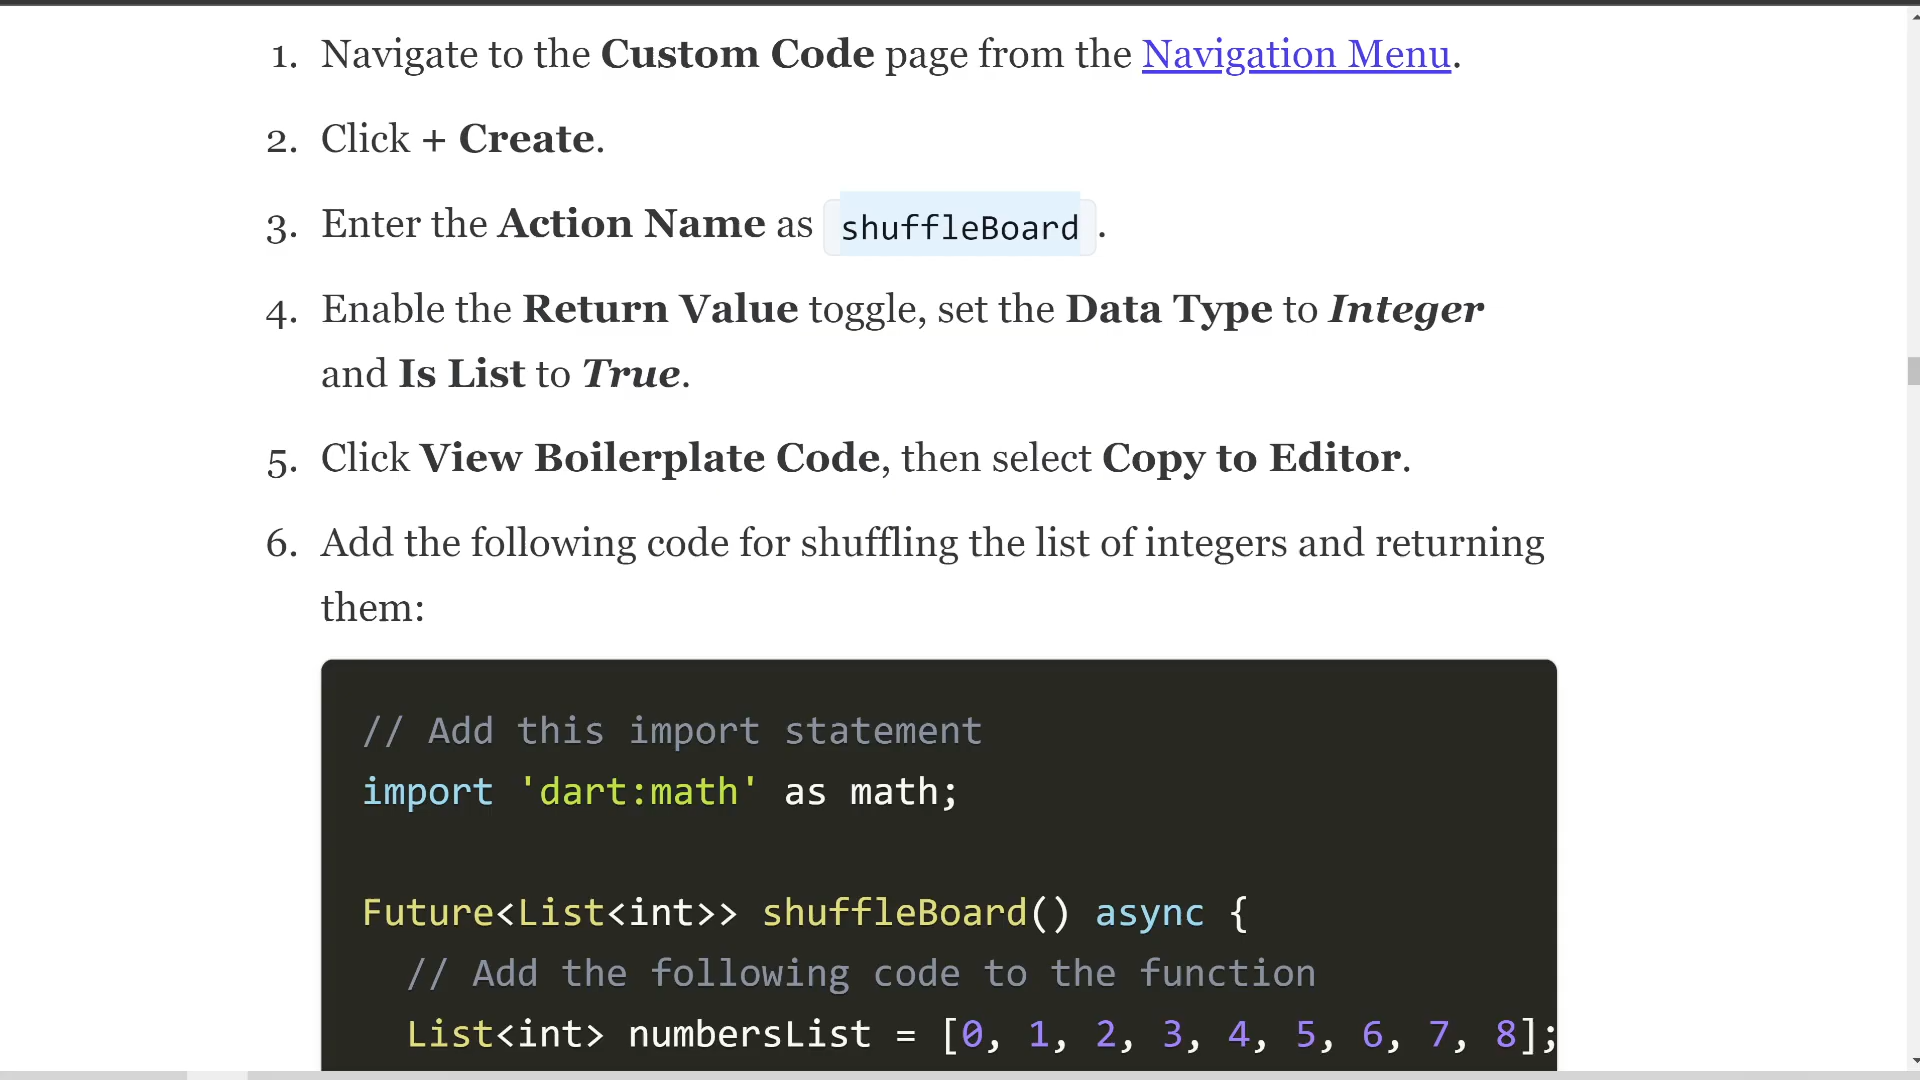 1. Navigate to the Custom Code page from the Navigation Menu.
2. Click + Create.
3. Enter the Action Name as shuffleBoard.
4. Enable the Return Value toggle, set the Data Type to Integer
and Is List to True.
5. Click View Boilerplate Code, then select Copy to Editor.
6. Add the following code for shuffling the list of integers and returning
them:
// Add this import statement
import 'dart:math' as math;
Future<List<int>> shuffleBoard() async {
// Add the following code to the function
List<int> numbersList = [0, 1, 2, 3, 4, 5, 6, 7, 8];